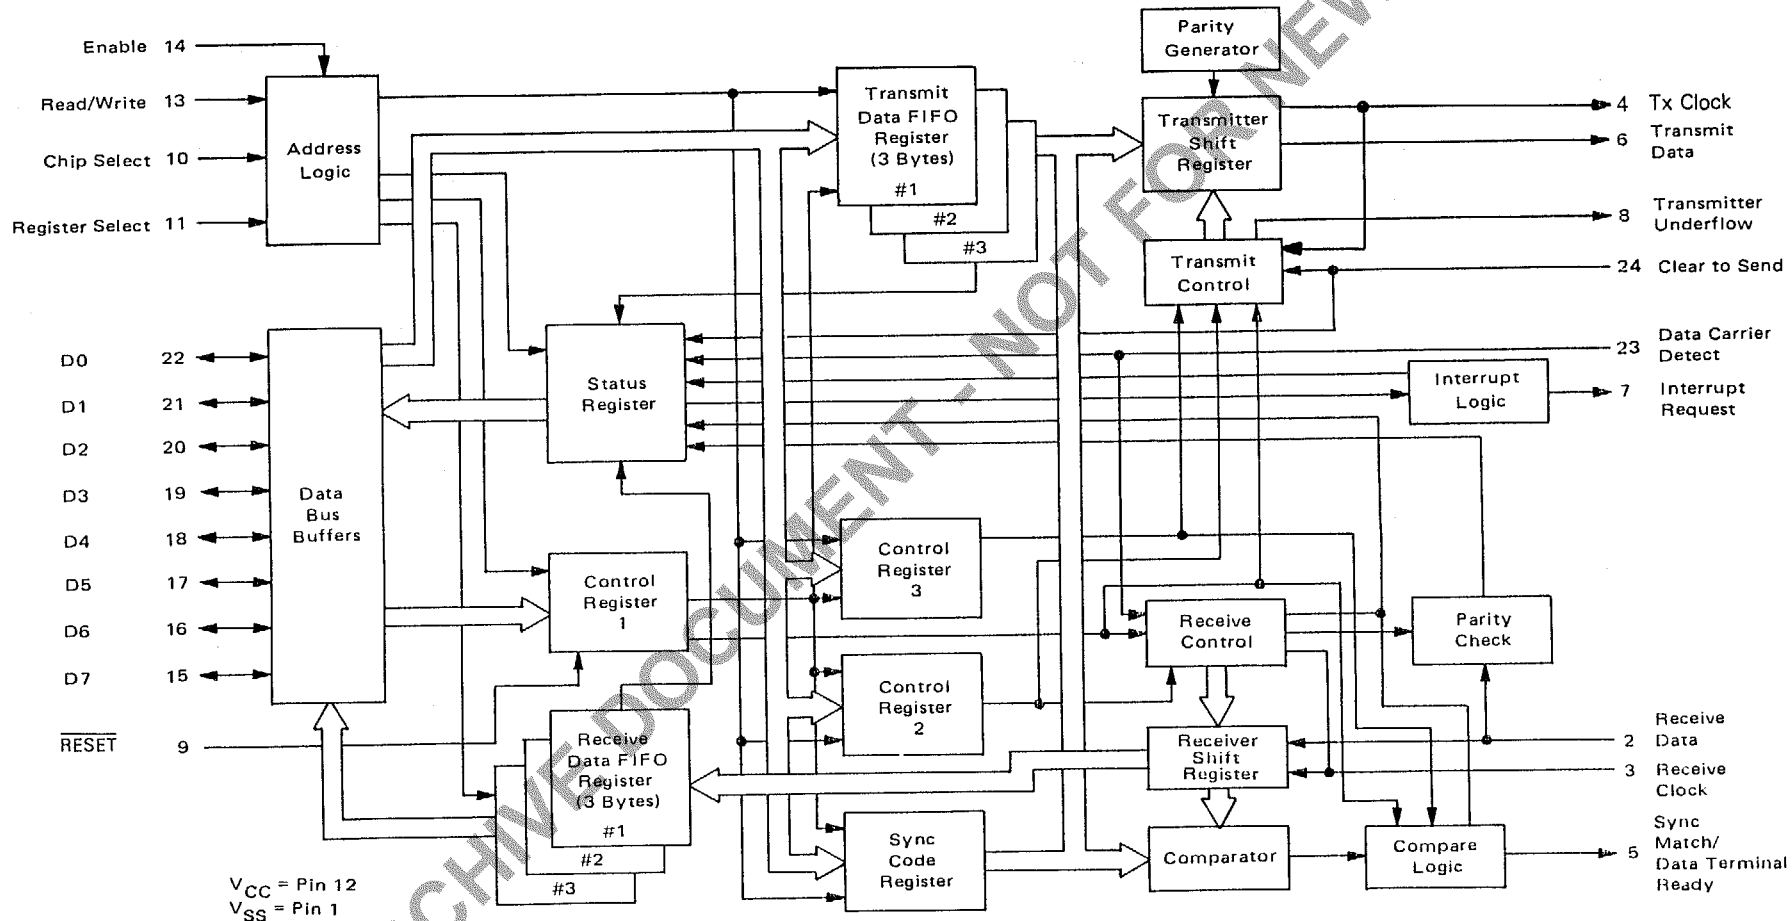 Enable 14
Read/Write 13
Chip Select 10
Register Select 11
Address
Logic
Transmit
Data FIFO
Register
(3 Bytes)
#1
#2
#3
Parity
Generator
Transmitter
Shift
Register
4 Tx Clock
6 Transmit
Data
8 Transmitter
Underflow
Transmit
Control
24 Clear to Send
23 Data Carrier
Detect
Interrupt
Logic
7 Interrupt
Request
D0 22
D1 21
D2 20
D3 19
D4 18
D5 17
D6 16
D7 15
Data
Bus
Buffers
Status
Register
Control
Register
1
Control
Register
3
Control
Register
2
Receive
Control
Parity
Check
RESET 9
Receive
Data FIFO
Register
(3 Bytes)
#1
#2
#3
Receiver
Shift
Register
2 Receive
Data
3 Receive
Clock
Sync
Code
Register
Comparator
Compare
Logic
5 Sync
Match/
Data Terminal
Ready
VCC = Pin 12
VSS = Pin 1
CHIVE DOCUMENT - NOT FOR NEW